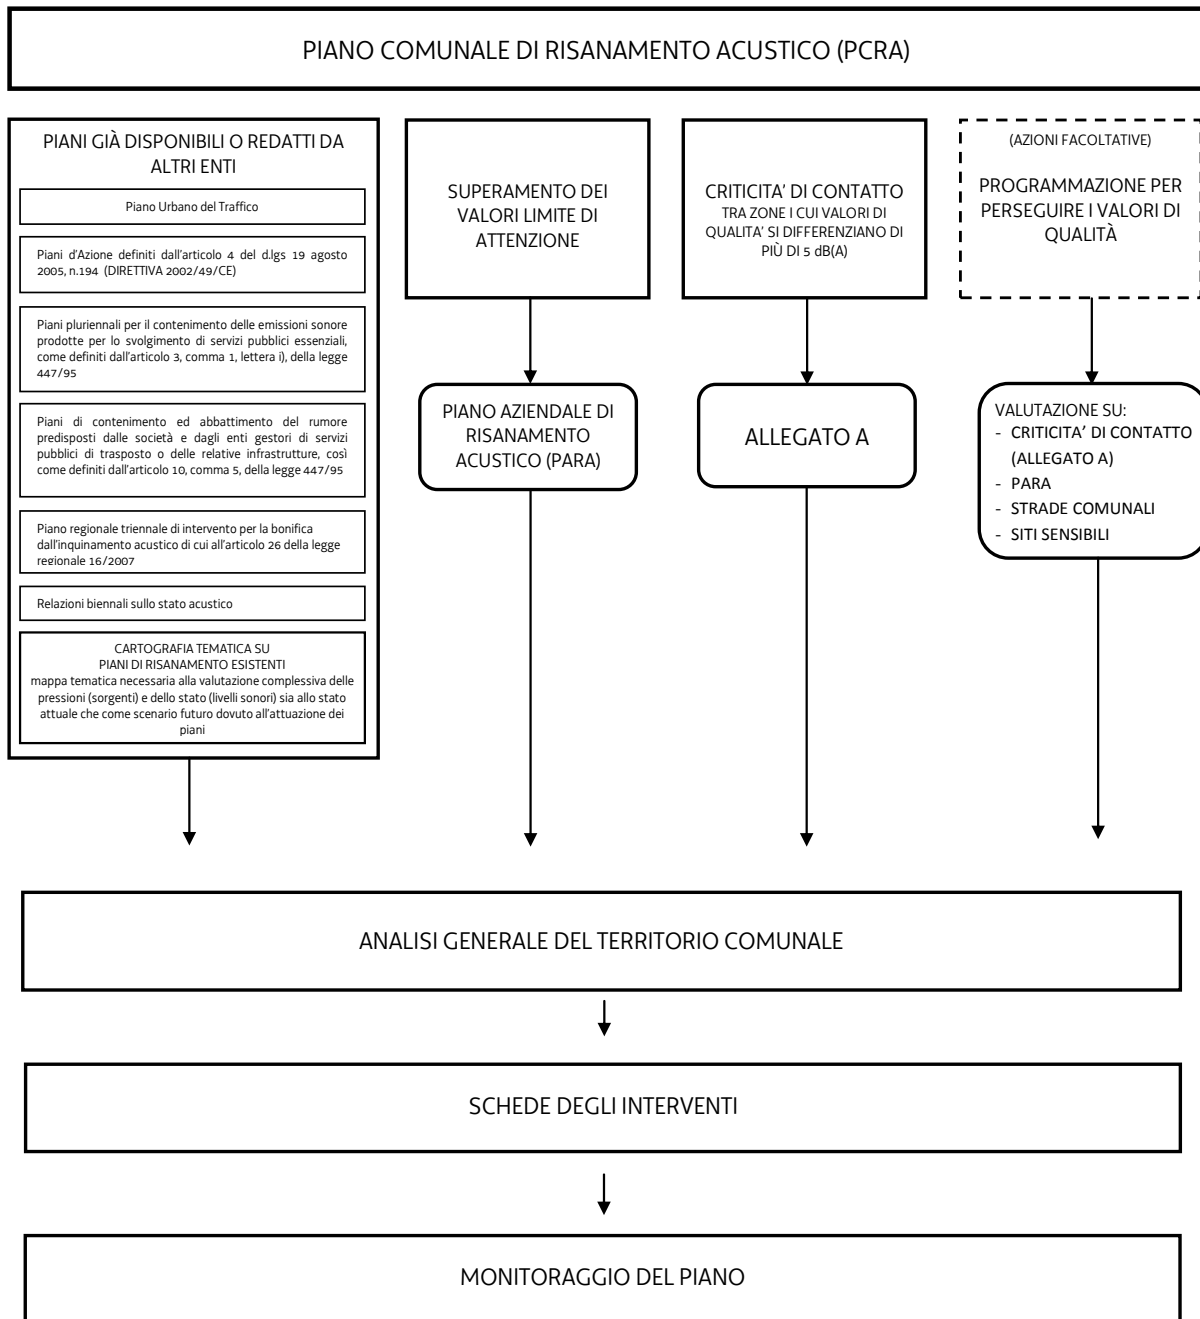 PIANO COMUNALE DI RISANAMENTO ACUSTICO (PCRA)
PIANI GIÀ DISPONIBILI O REDATTI DA
ALTRI ENTI
Piano Urbano del Traffico
Piani d'Azione definiti dall'articolo 4 del d.lgs 19 agosto
2005, n.194 (DIRETTIVA 2002/49/CE)
Piani pluriennali per il contenimento delle emissioni sonore
prodotte per lo svolgimento di servizi pubblici essenziali,
come definiti dall'articolo 3, comma 1, lettera i), della legge
447/95
Piani di contenimento ed abbattimento del rumore
predisposti dalle società e dagli enti gestori di servizi
pubblici di trasposto o delle relative infrastrutture, così
come definiti dall'articolo 10, comma 5, della legge 447/95
Piano regionale triennale di intervento per la bonifica
dall'inquinamento acustico di cui all'articolo 26 della legge
regionale 16/2007
Relazioni biennali sullo stato acustico
CARTOGRAFIA TEMATICA SU
PIANI DI RISANAMENTO ESISTENTI
mappa tematica necessaria alla valutazione complessiva delle
pressioni (sorgenti) e dello stato (livelli sonori) sia allo stato
attuale che come scenario futuro dovuto all'attuazione dei
piani
SUPERAMENTO DEI
VALORI LIMITE DI
ATTENZIONE
PIANO AZIENDALE DI
RISANAMENTO
ACUSTICO (PARA)
CRITICITA' DI CONTATTO
TRA ZONE I CUI VALORI DI
QUALITA' SI DIFFERENZIANO DI
PIÙ DI 5 dB(A)
ALLEGATO A
(AZIONI FACOLTATIVE)
PROGRAMMAZIONE PER
PERSEGUIRE I VALORI DI
QUALITÀ
VALUTAZIONE SU:
- CRITICITA' DI CONTATTO
(ALLEGATO A)
- PARA
- STRADE COMUNALI
- SITI SENSIBILI
ANALISI GENERALE DEL TERRITORIO COMUNALE
SCHEDE DEGLI INTERVENTI
MONITORAGGIO DEL PIANO